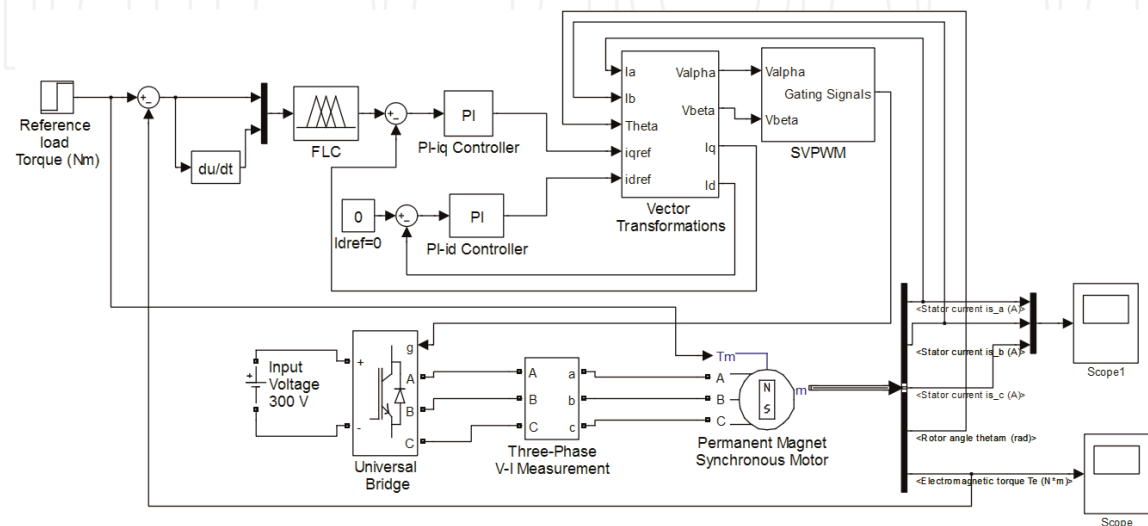 Reference
load
Torque (Nm)
+
-
du/dt
FLC
+
-
PI
PI-iq Controller
0
Idref=0
+
-
PI
PI-id Controller
Ia
Ib
Theta
iqref
idref
Valpha
Vbeta
Iq
Id
Vector
Transformations
Valpha
Gating Signals
Vbeta
SVPWM
+
Input
Voltage
300 V
+
-
g
A
B
C
Universal
Bridge
A
B
C
a
b
c
Three-Phase
V-I Measurement
Tm
A
B
C
N
S
m
Permanent Magnet
Synchronous Motor
<Stator current is_a (A)>
<Stator current is_b (A)>
<Stator current is_c (A)>
<Rotor angle thetam (rad)>
<Electromagnetic torque Te (N*m)>
Scope1
Scope